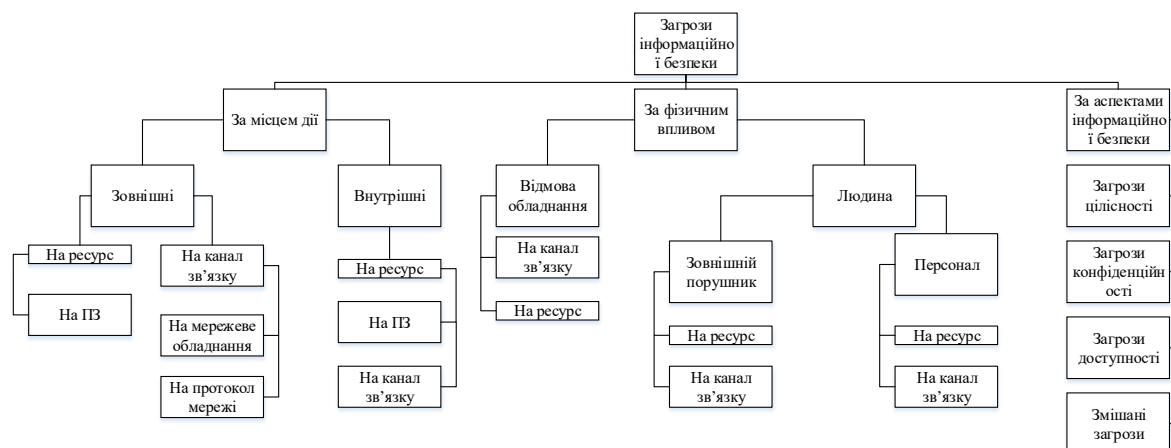 Загрози
інформаційно
ї безпеки
За місцем дії
За фізичним
впливом
За аспектами
інформаційно
ї безпеки
Зовнішні
Внутрішні
Відмова
обладнання
Людина
Загрози
цілісності
На ресурс
На канал
зв’язку
На ресурс
На канал
зв’язку
Зовнішній
порушник
Персонал
Загрози
конфіденційн
ості
На ПЗ
На мережеве
обладнання
На ПЗ
На ресурс
На ресурс
На ресурс
Загрози
доступності
На протокол
мережі
На канал
зв’язку
На канал
зв’язку
На канал
зв’язку
Змішані
загрози